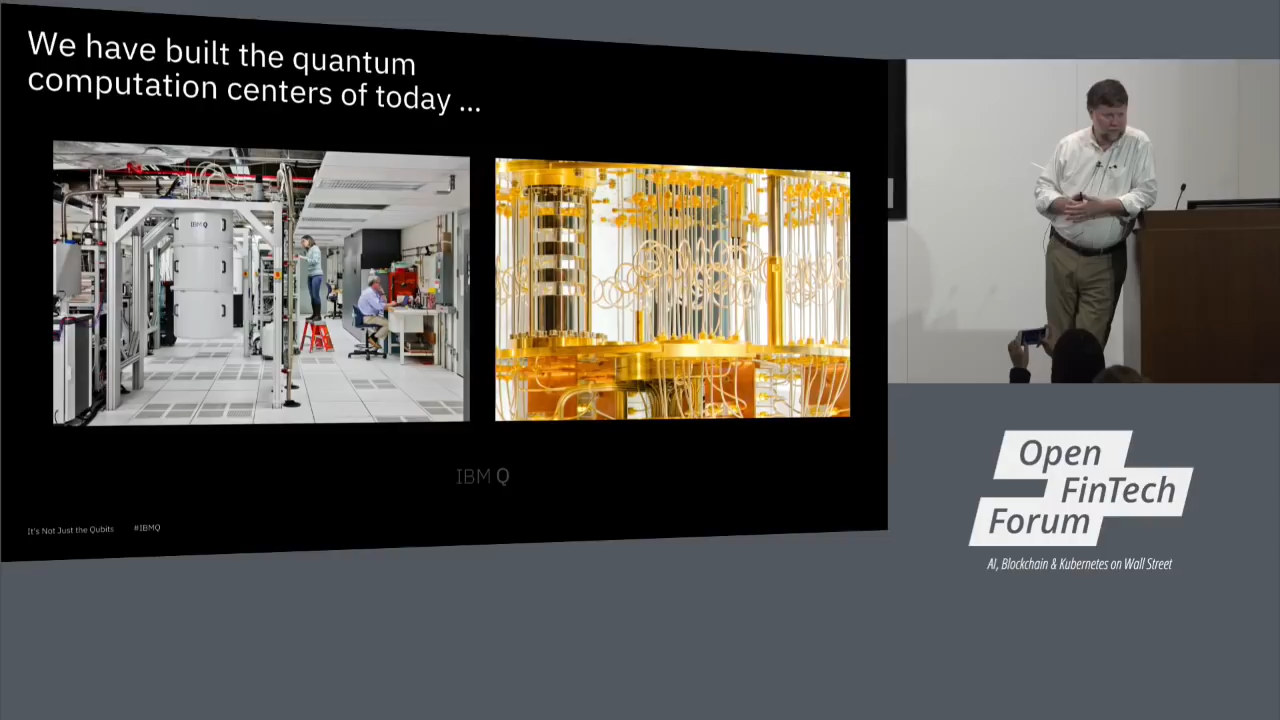 We have built the quantum
computation centers of today ...
IBM Q
IBM Q
It's Not Just the Qubits
#IBMQ
Open
FinTech
Forum
AI, Blockchain & Kubernetes on Wall Street